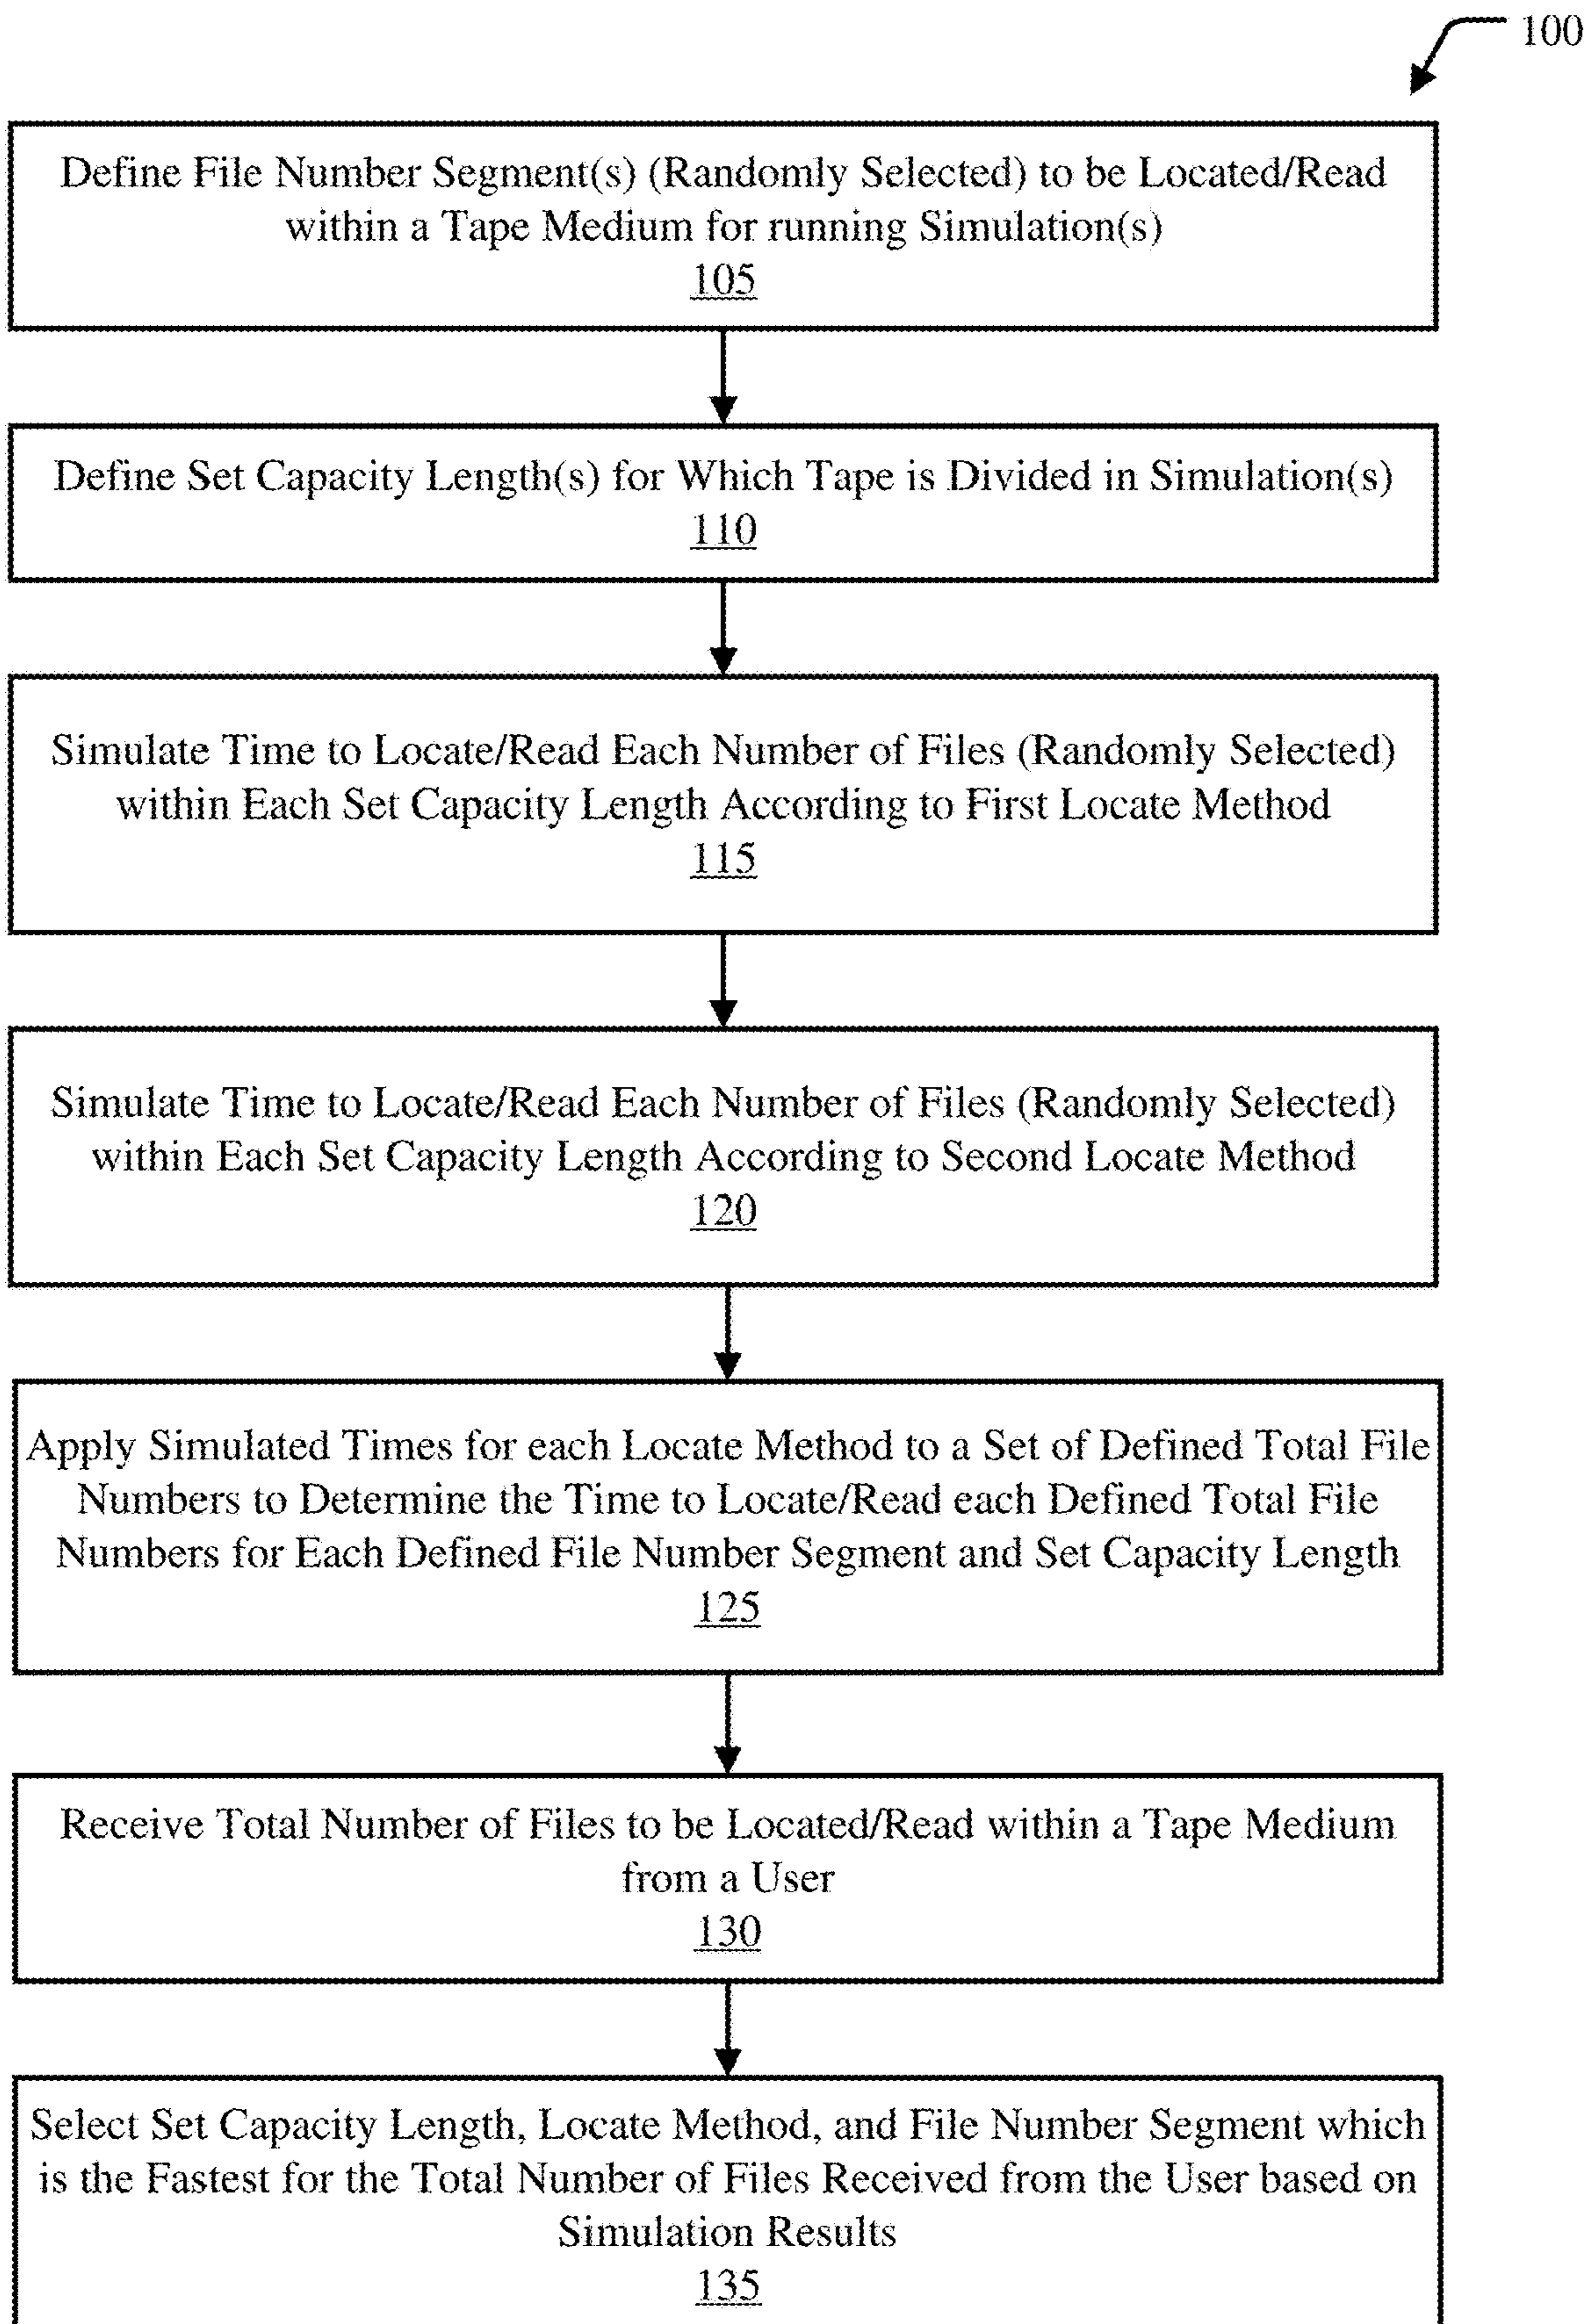 100
Define File Number Segment(s) (Randomly Selected) to be Located/Read
within a Tape Medium for running Simulation(s)
105
Define Set Capacity Length(s) for Which Tape is Divided in Simulation(s)
110
Simulate Time to Locate/Read Each Number of Files (Randomly Selected)
within Each Set Capacity Length According to First Locate Method
115
Simulate Time to Locate/Read Each Number of Files (Randomly Selected)
within Each Set Capacity Length According to Second Locate Method
120
Apply Simulated Times for each Locate Method to a Set of Defined Total File
Numbers to Determine the Time to Locate/Read each Defined Total File
Numbers for Each Defined File Number Segment and Set Capacity Length
125
Receive Total Number of Files to be Located/Read within a Tape Medium
from a User
130
Select Set Capacity Length, Locate Method, and File Number Segment which
is the Fastest for the Total Number of Files Received from the User based on
Simulation Results
135